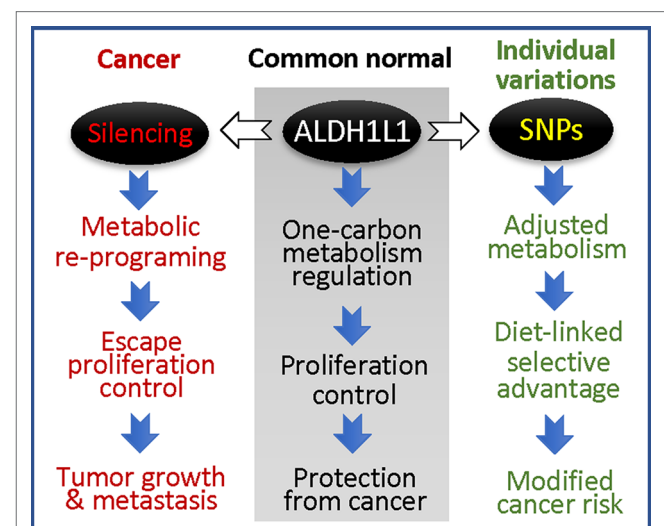 Cancer
Silencing
Metabolic
re-programing
Escape
proliferation
control
Tumor growth
& metastasis
Common normal
ALDH1L1
One-carbon
metabolism
regulation
Proliferation
control
Protection
from cancer
Individual
variations
SNPs
Adjusted
metabolism
Diet-linked
selective
advantage
Modified
cancer risk